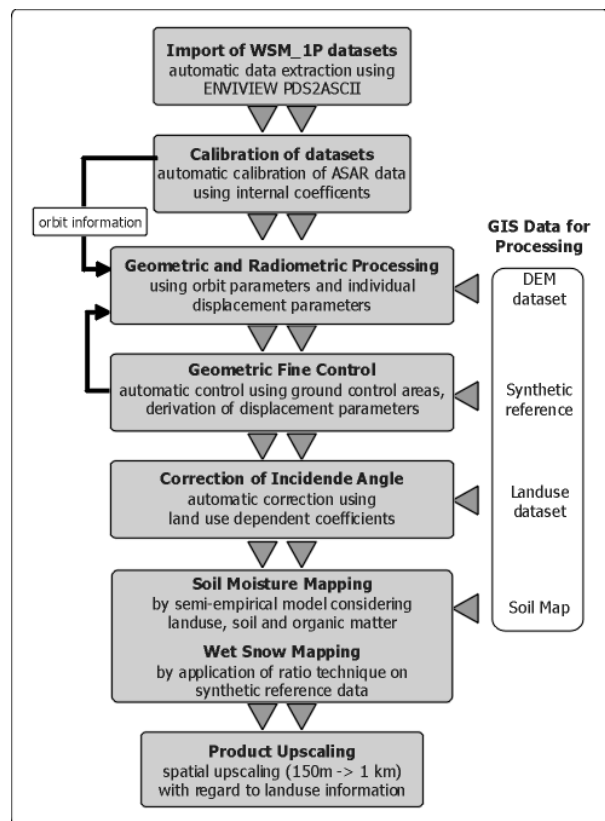 Import of WSM_1P datasets
automatic data extraction using
ENVIVIEW PDS2ASCII
Calibration of datasets
automatic calibration of ASAR data
using internal coefficents
orbit information
GIS Data for
Processing
Geometric and Radiometric Processing
using orbit parameters and individual
displacement parameters
DEM
dataset
Geometric Fine Control
automatic control using ground control areas,
derivation of displacement parameters
Synthetic
reference
Correction of Incidende Angle
automatic correction using
land use dependent coefficients
Landuse
dataset
Soil Moisture Mapping
by semi-empirical model considering
landuse, soil and organic matter
Soil Map
Wet Snow Mapping
by application of ratio technique on
synthetic reference data
Product Upscaling
spatial upscaling (150m -> 1 km)
with regard to landuse information